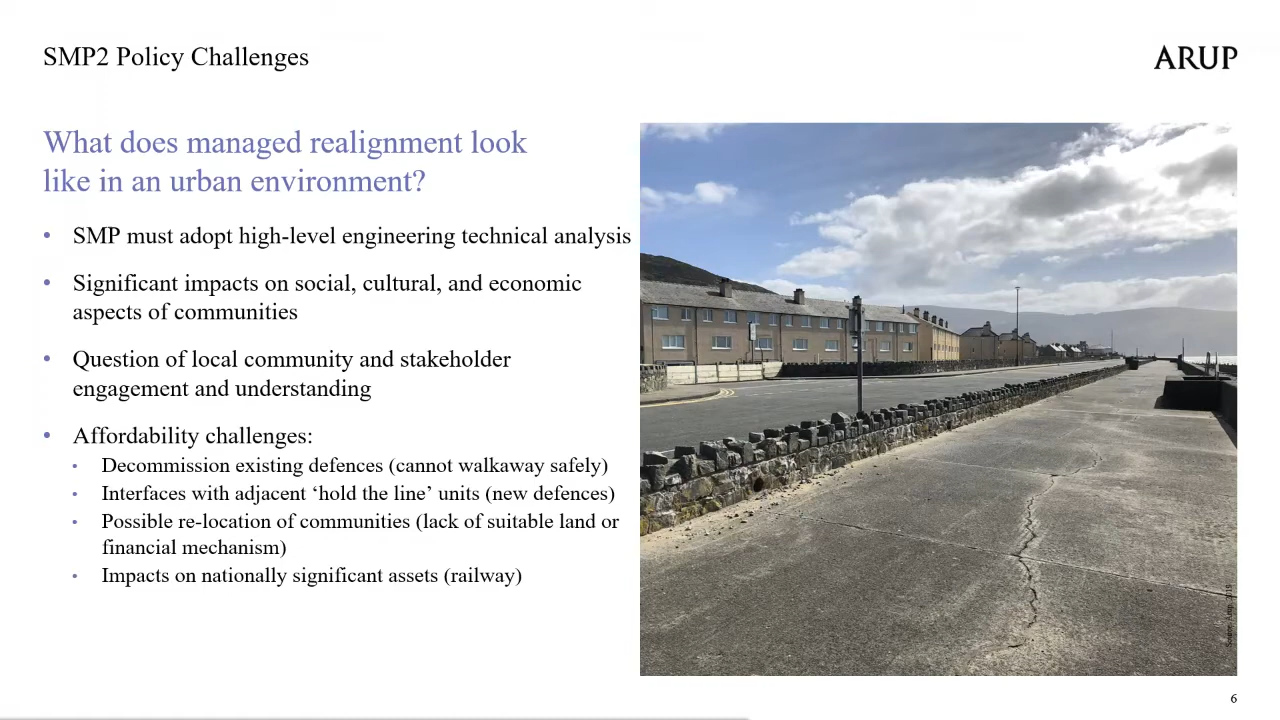 SMP2 Policy Challenges
ARUP
What does managed realignment look
like in an urban environment?
• SMP must adopt high-level engineering technical analysis
• Significant impacts on social, cultural, and economic
aspects of communities
• Question of local community and stakeholder
engagement and understanding
• Affordability challenges:
• Decommission existing defences (cannot walkaway safely)
• Interfaces with adjacent ‘hold the line’ units (new defences)
• Possible re-location of communities (lack of suitable land or
financial mechanism)
• Impacts on nationally significant assets (railway)
Source: Arup, 2019
6